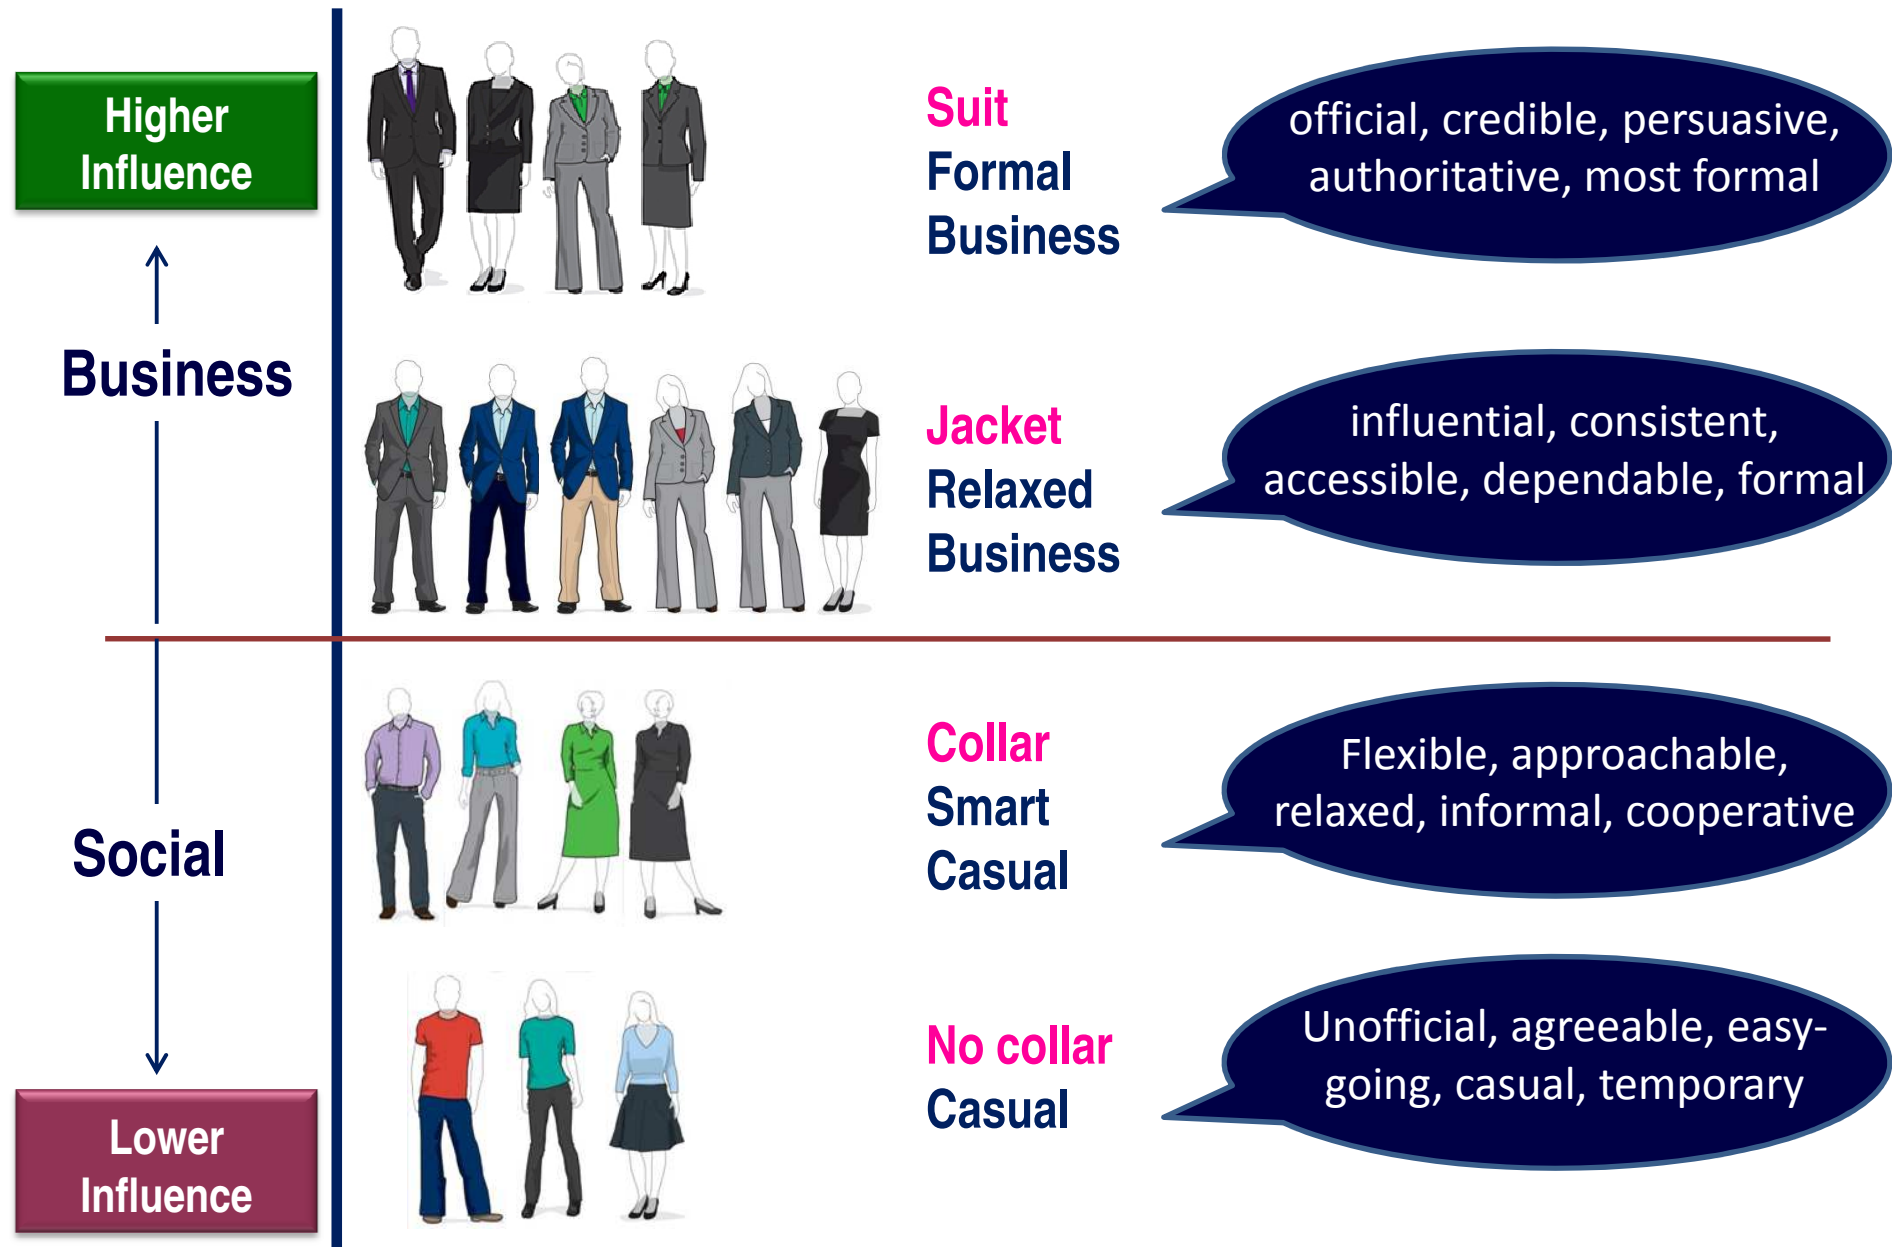 Higher
Influence
Business
Social
Lower
Influence
Suit
Formal
Business
official, credible, persuasive,
authoritative, most formal
Jacket
Relaxed
Business
influential, consistent,
accessible, dependable, formal
Collar
Smart
Casual
Flexible, approachable,
relaxed, informal, cooperative
No collar
Casual
Unofficial, agreeable, easy-
going, casual, temporary